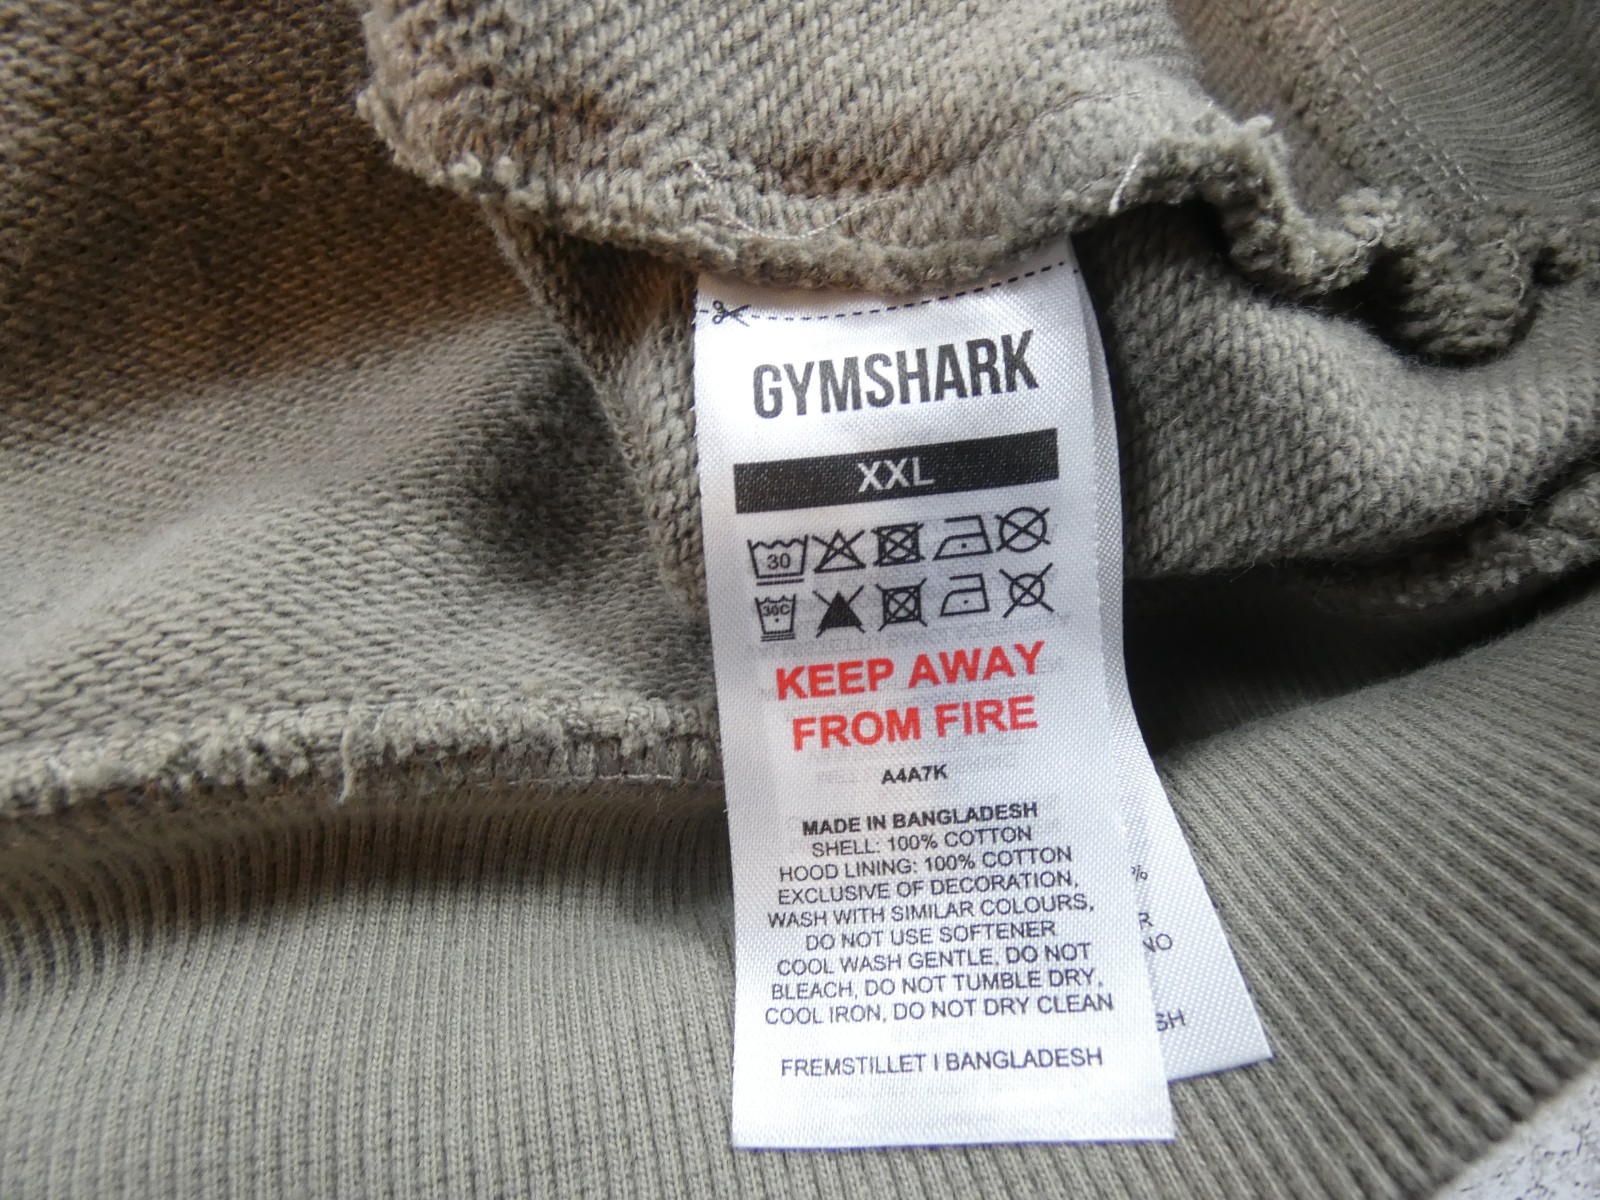 GYMSHARK
XXL
30
30C
KEEP AWAY
FROM FIRE
A4A7K
MADE IN BANGLADESH
SHELL: 100% COTTON
HOOD LINING: 100% COTTON
EXCLUSIVE OF DECORATION,
WASH WITH SIMILAR COLOURS,
DO NOT USE SOFTENER
COOL WASH GENTLE, DO NOT
BLEACH, DO NOT TUMBLE DRY,
COOL IRON, DO NOT DRY CLEAN
FREMSTILLET I BANGLADESH
%
R
NO
SH